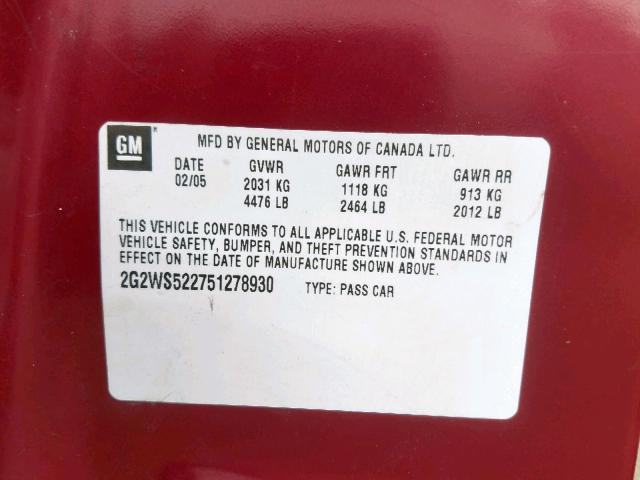 GM
MFD BY GENERAL MOTORS OF CANADA LTD.
DATE GVWR GAWR FRT GAWR RR
02/05 2031 KG 1118 KG 913 KG
4476 LB 2464 LB 2012 LB
THIS VEHICLE CONFORMS TO ALL APPLICABLE U.S. FEDERAL MOTOR
VEHICLE SAFETY, BUMPER, AND THEFT PREVENTION STANDARDS IN
EFFECT ON THE DATE OF MANUFACTURE SHOWN ABOVE.
2G2WS522751278930 TYPE: PASS CAR